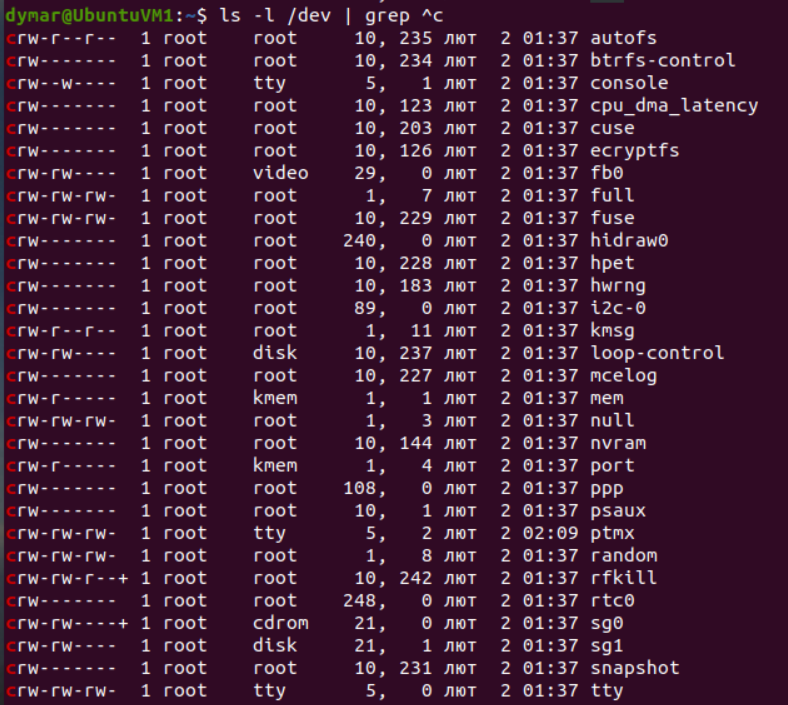 dymar@UbuntuVM1:~$ ls -l /dev | grep ^c
crw-r--r--  1 root    root     10, 235 лют  2 01:37 autofs
crw-------  1 root    root     10, 234 лют  2 01:37 btrfs-control
crw--w----  1 root    tty       5,   1 лют  2 01:37 console
crw-------  1 root    root     10, 123 лют  2 01:37 cpu_dma_latency
crw-------  1 root    root     10, 203 лют  2 01:37 cuse
crw-------  1 root    root     10, 126 лют  2 01:37 ecryptfs
crw-rw----  1 root    video    29,   0 лют  2 01:37 fb0
crw-rw-rw-  1 root    root      1,   7 лют  2 01:37 full
crw-rw-rw-  1 root    root     10, 229 лют  2 01:37 fuse
crw-------  1 root    root    240,   0 лют  2 01:37 hidraw0
crw-------  1 root    root     10, 228 лют  2 01:37 hpet
crw-------  1 root    root     10, 183 лют  2 01:37 hwrng
crw-------  1 root    root     89,   0 лют  2 01:37 i2c-0
crw-r--r--  1 root    root      1,  11 лют  2 01:37 kmsg
crw-rw----  1 root    disk     10, 237 лют  2 01:37 loop-control
crw-------  1 root    root     10, 227 лют  2 01:37 mcelog
crw-r-----  1 root    kmem      1,   1 лют  2 01:37 mem
crw-rw-rw-  1 root    root      1,   3 лют  2 01:37 null
crw-------  1 root    root     10, 144 лют  2 01:37 nvram
crw-r-----  1 root    kmem      1,   4 лют  2 01:37 port
crw-------  1 root    root    108,   0 лют  2 01:37 ppp
crw-------  1 root    root     10,   1 лют  2 01:37 psaux
crw-rw-rw-  1 root    tty       5,   2 лют  2 02:09 ptmx
crw-rw-rw-  1 root    root      1,   8 лют  2 01:37 random
crw-rw-r--+ 1 root    root     10, 242 лют  2 01:37 rfkill
crw-------  1 root    root    248,   0 лют  2 01:37 rtc0
crw-rw----+ 1 root    cdrom    21,   0 лют  2 01:37 sg0
crw-rw----  1 root    disk     21,   1 лют  2 01:37 sg1
crw-------  1 root    root     10, 231 лют  2 01:37 snapshot
crw-rw-rw-  1 root    tty       5,   0 лют  2 01:37 tty